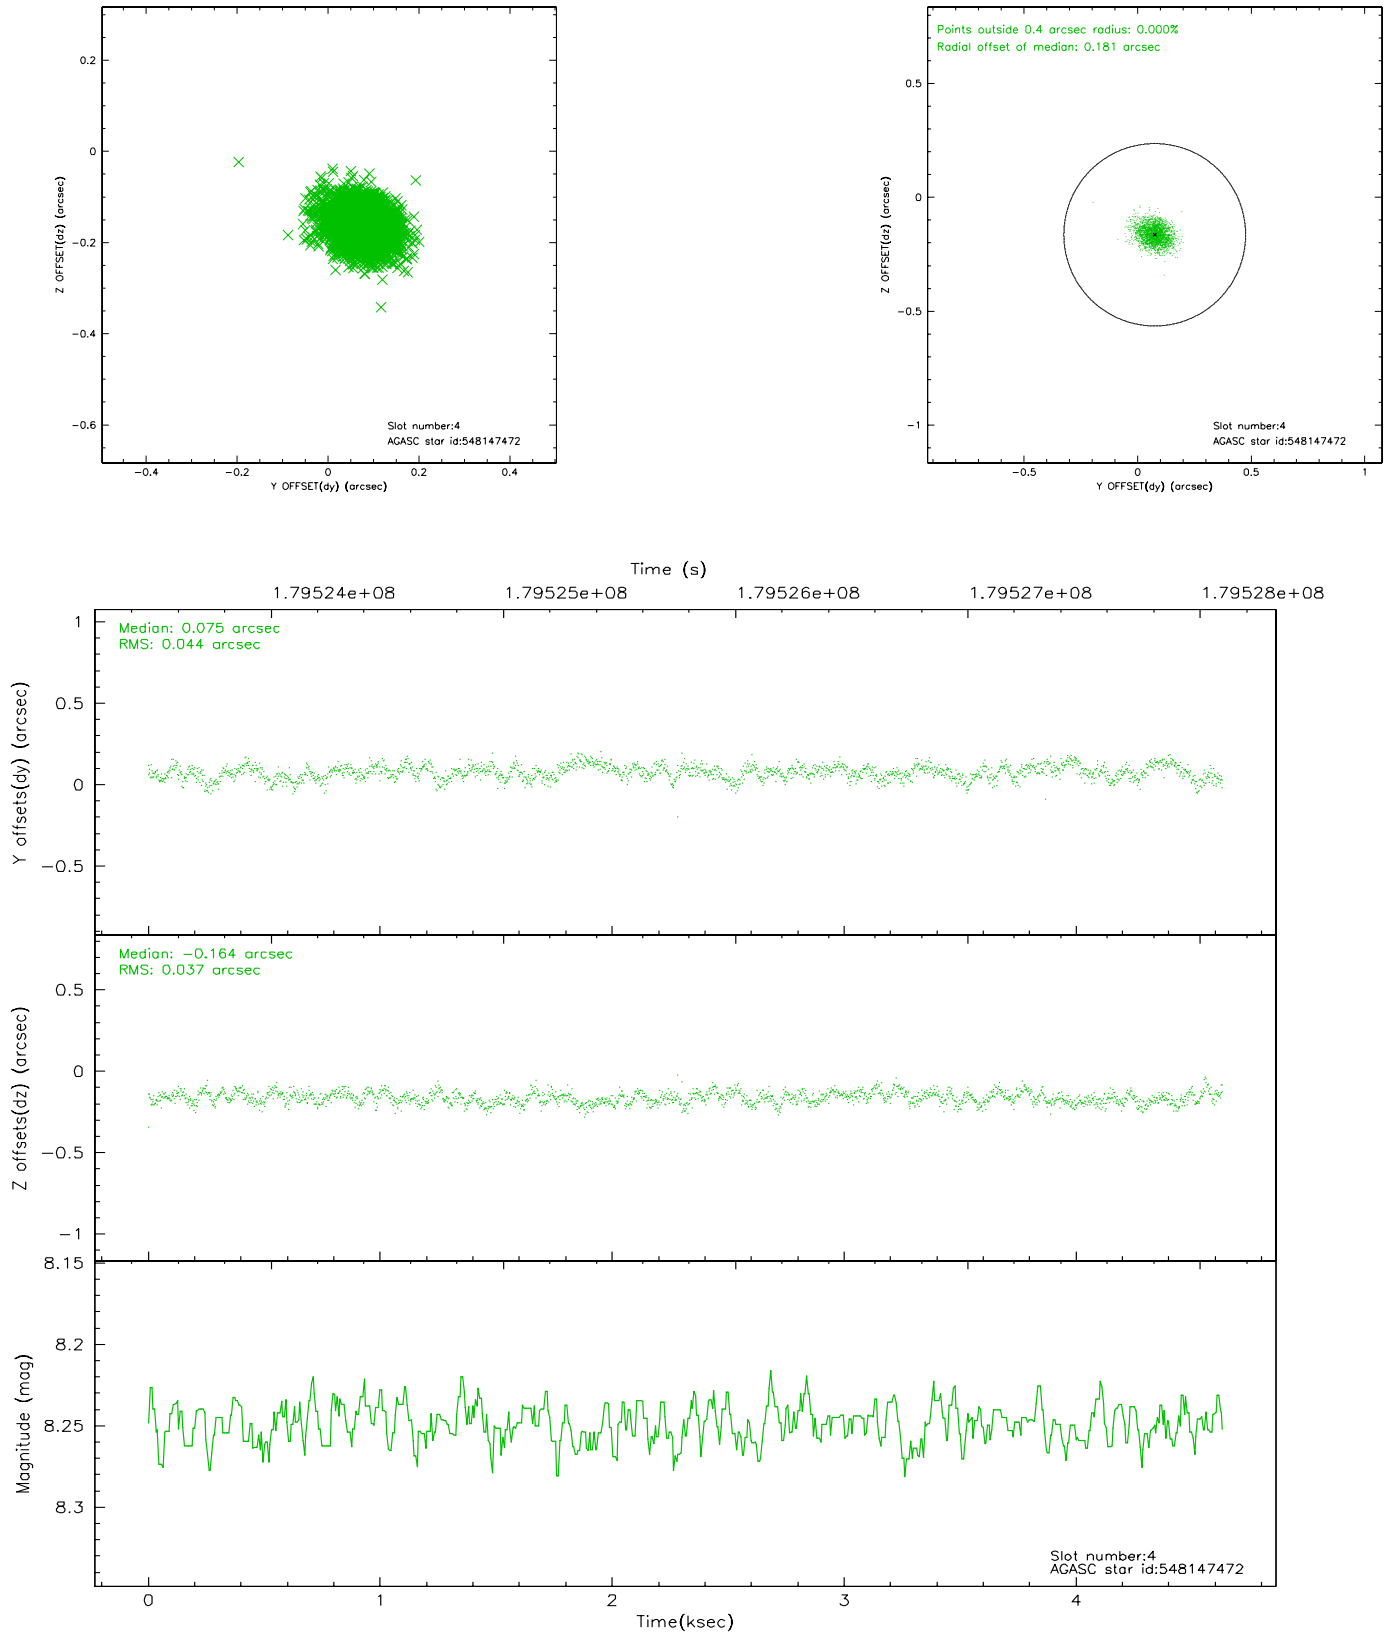 0.2
0
−0.2
−0.4
−0.6
Z OFFSET(dz) (arcsec)
Slot number:4
AGASC star id:548147472
−0.4
−0.2
0
0.2
0.4
Y OFFSET(dy) (arcsec)
Points outside 0.4 arcsec radius: 0.000%
Radial offset of median: 0.181 arcsec
0.5
0
−0.5
−1
Z OFFSET(dz) (arcsec)
Slot number:4
AGASC star id:548147472
−0.5
0
0.5
1
Y OFFSET(dy) (arcsec)
Time (s)
1.79524e+08
1.79525e+08
1.79526e+08
1.79527e+08
1.79528e+08
Median: 0.075 arcsec
RMS: 0.044 arcsec
1
0.5
0
−0.5
Y offsets(dy) (arcsec)
Median: −0.164 arcsec
RMS: 0.037 arcsec
0.5
0
−0.5
−1
Z offsets(dz) (arcsec)
8.15
8.2
8.25
8.3
Magnitude (mag)
Slot number:4
AGASC star id:548147472
0
1
2
3
4
Time(ksec)